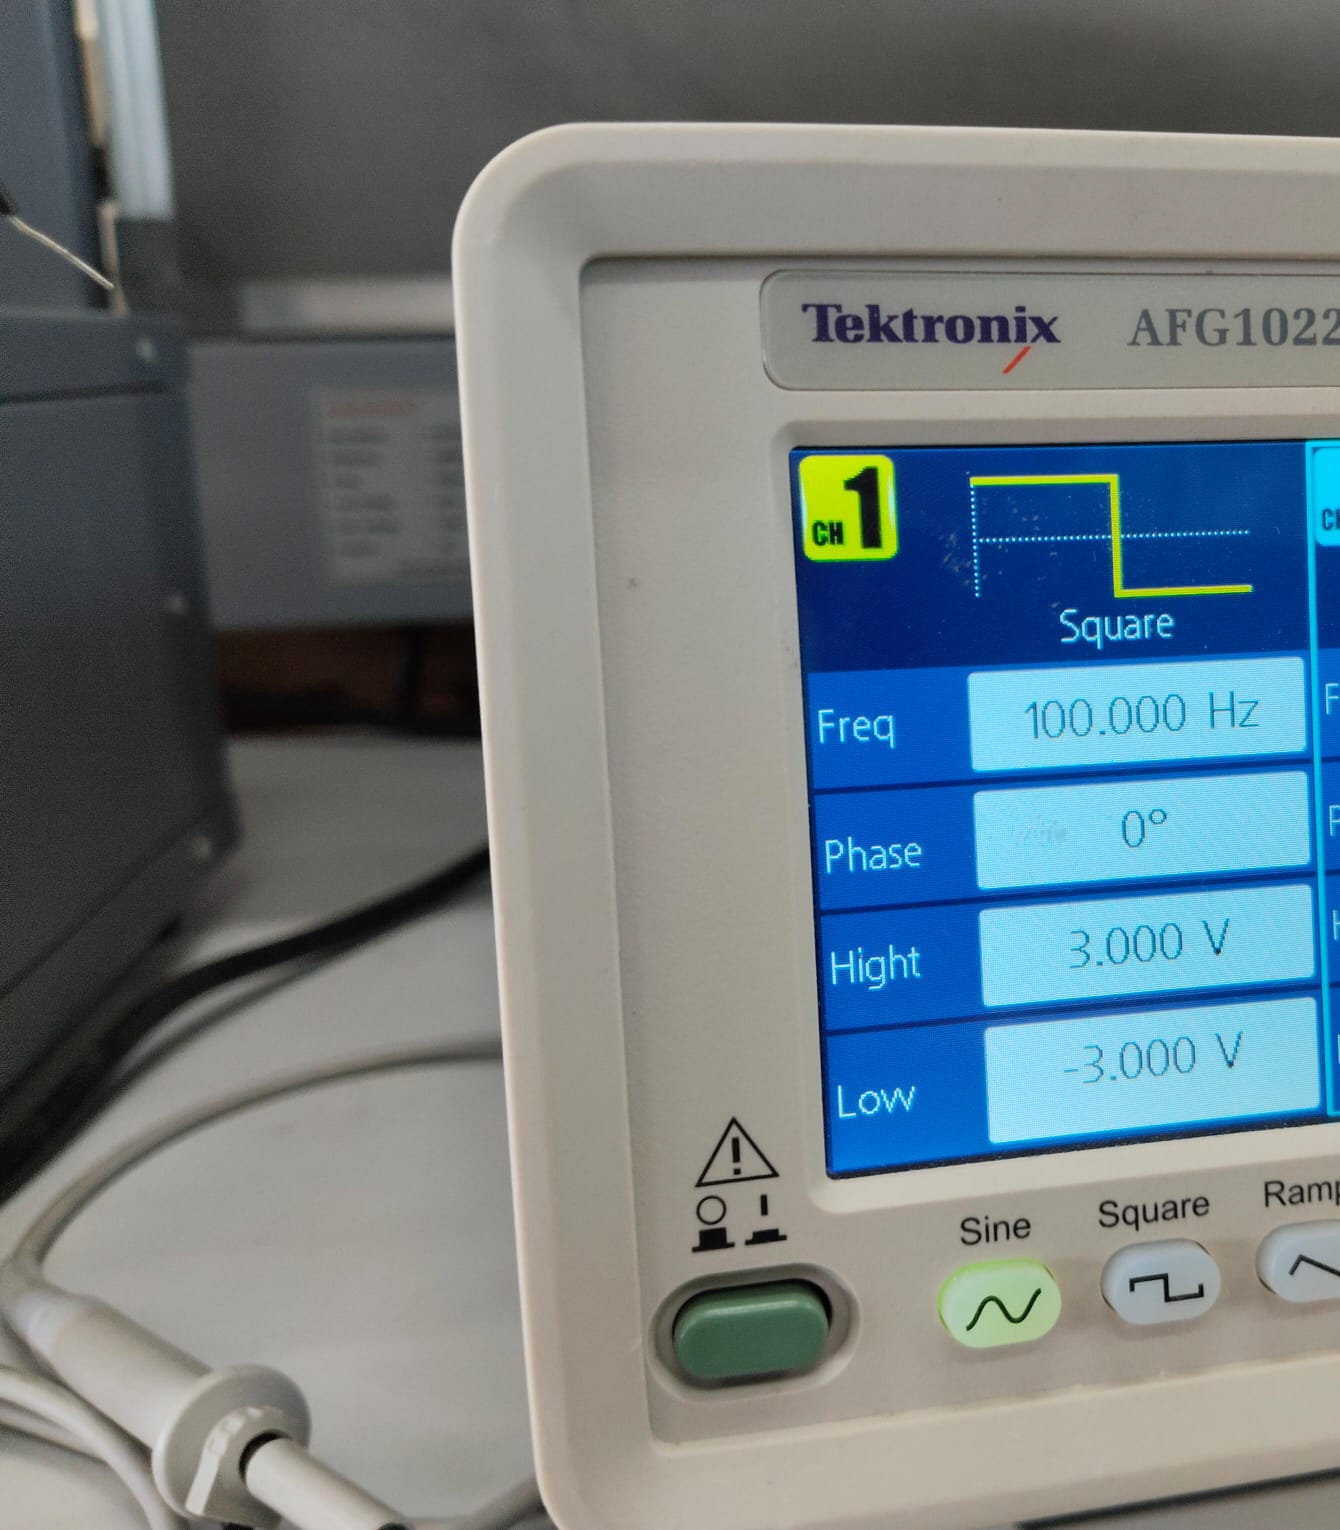 Tektronix AFG1022
CH 1
Square
Freq 100.000 Hz
Phase 0°
Hight 3.000 V
Low -3.000 V
Sine Square Ramp